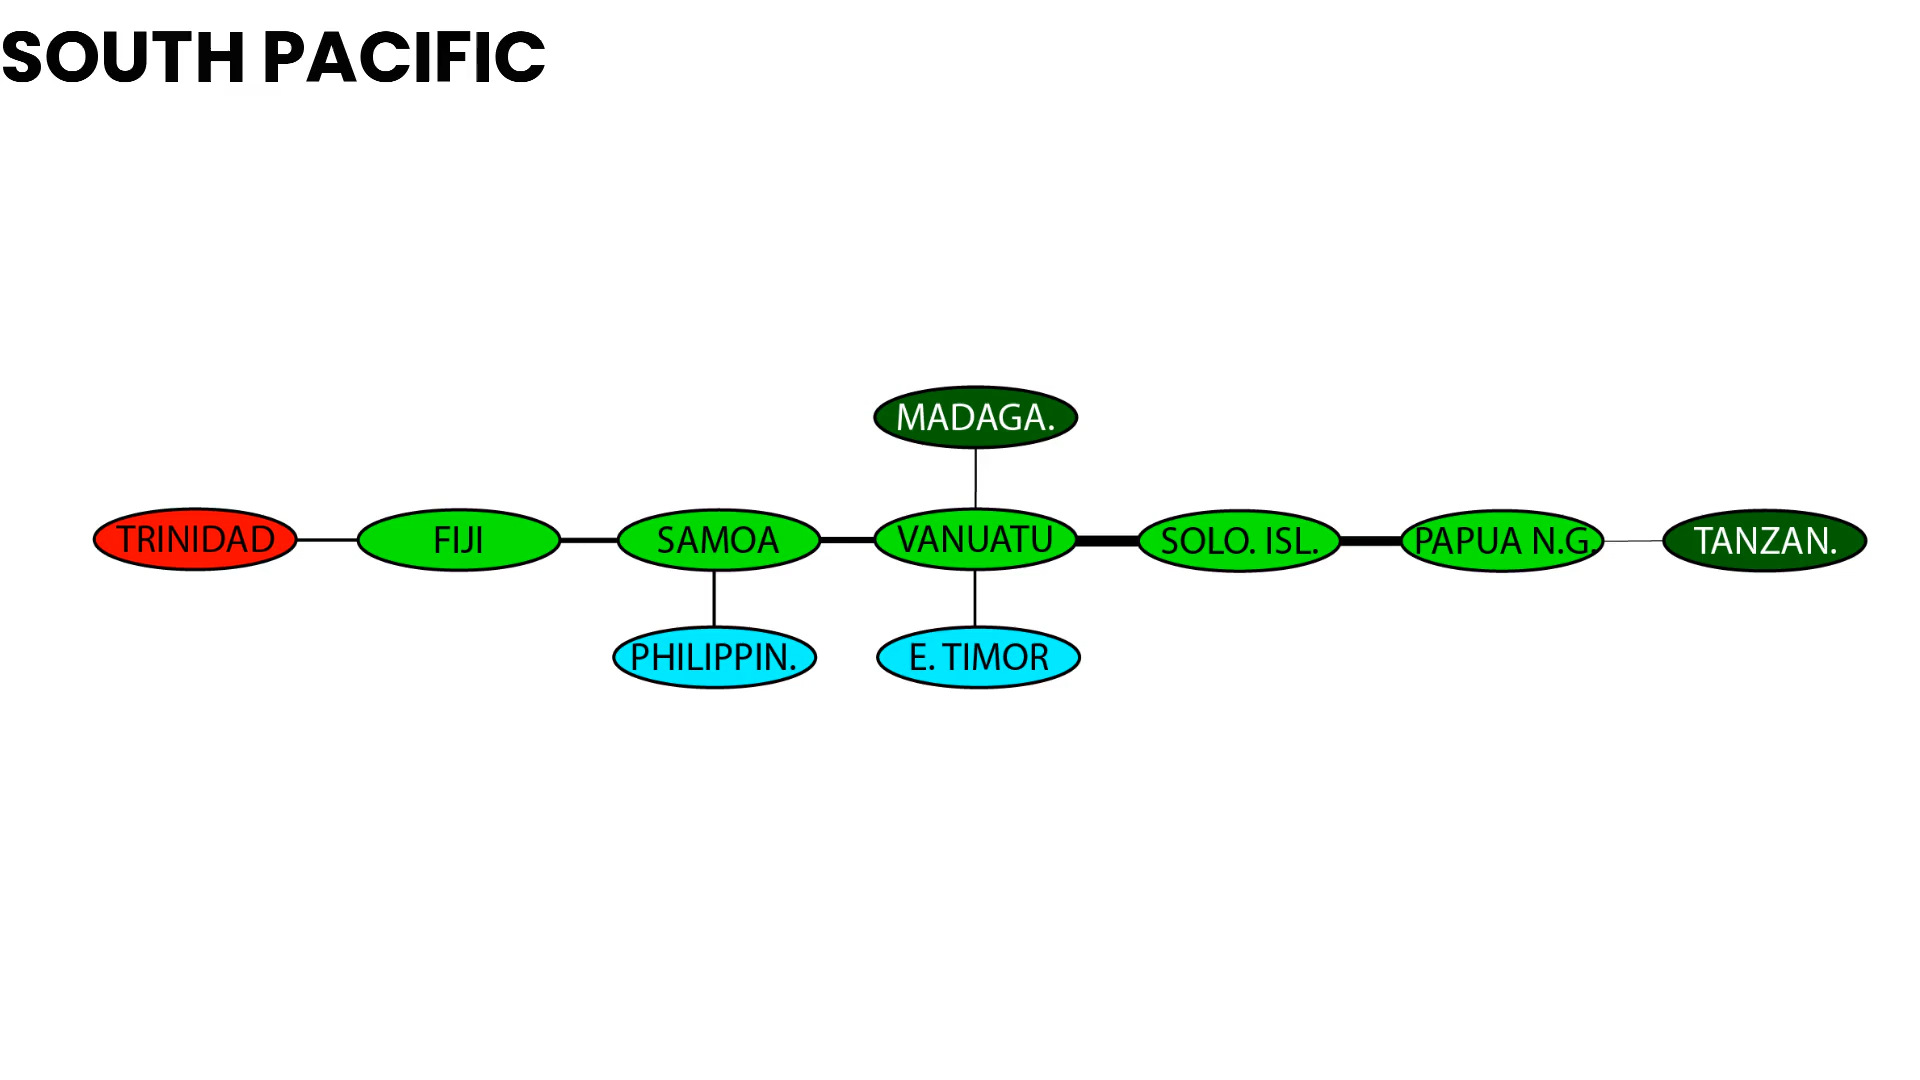 SOUTH PACIFIC
MADAGA.
TRINIDAD
FIJI
SAMOA
VANUATU
SOLO. ISL.
PAPUA N.G.
TANZAN.
PHILIPPIN.
E. TIMOR